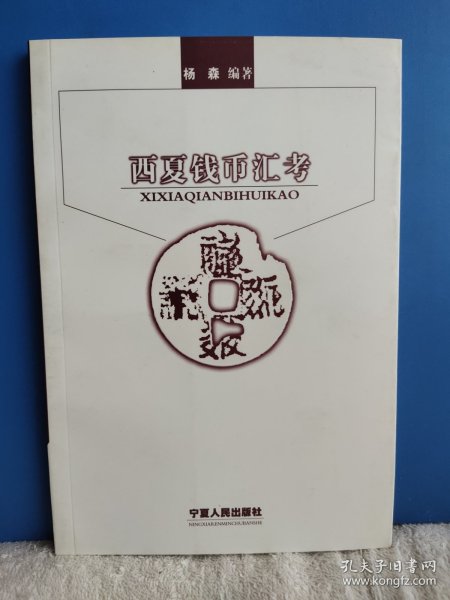 杨 森 编著
西夏钱币汇考
XIXIAQIANBIHUIKAO
宁夏人民出版社
NINGXIARENMINCHUBANSHE
孔夫子旧书网
www.kongfz.com